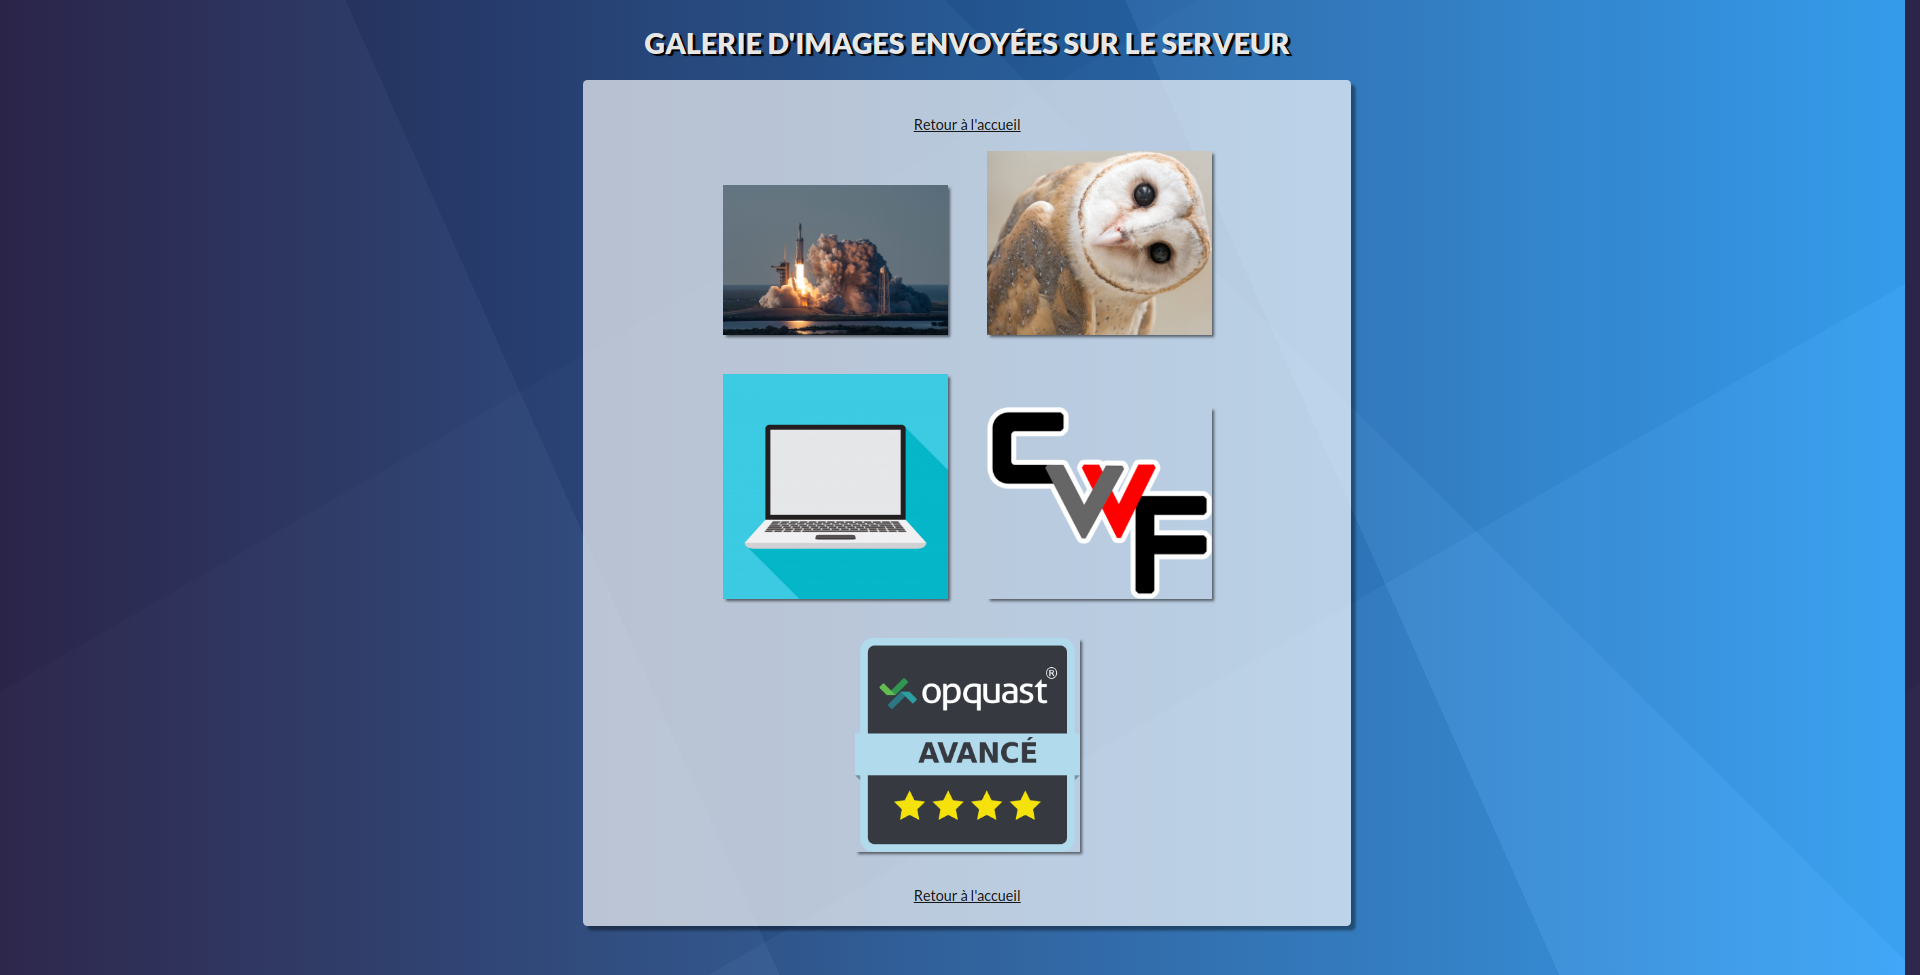 GALERIE D'IMAGES ENVOYÉES SUR LE SERVEUR
Retour à l'accueil
CWF
opquast®
AVANCÉ
Retour à l'accueil